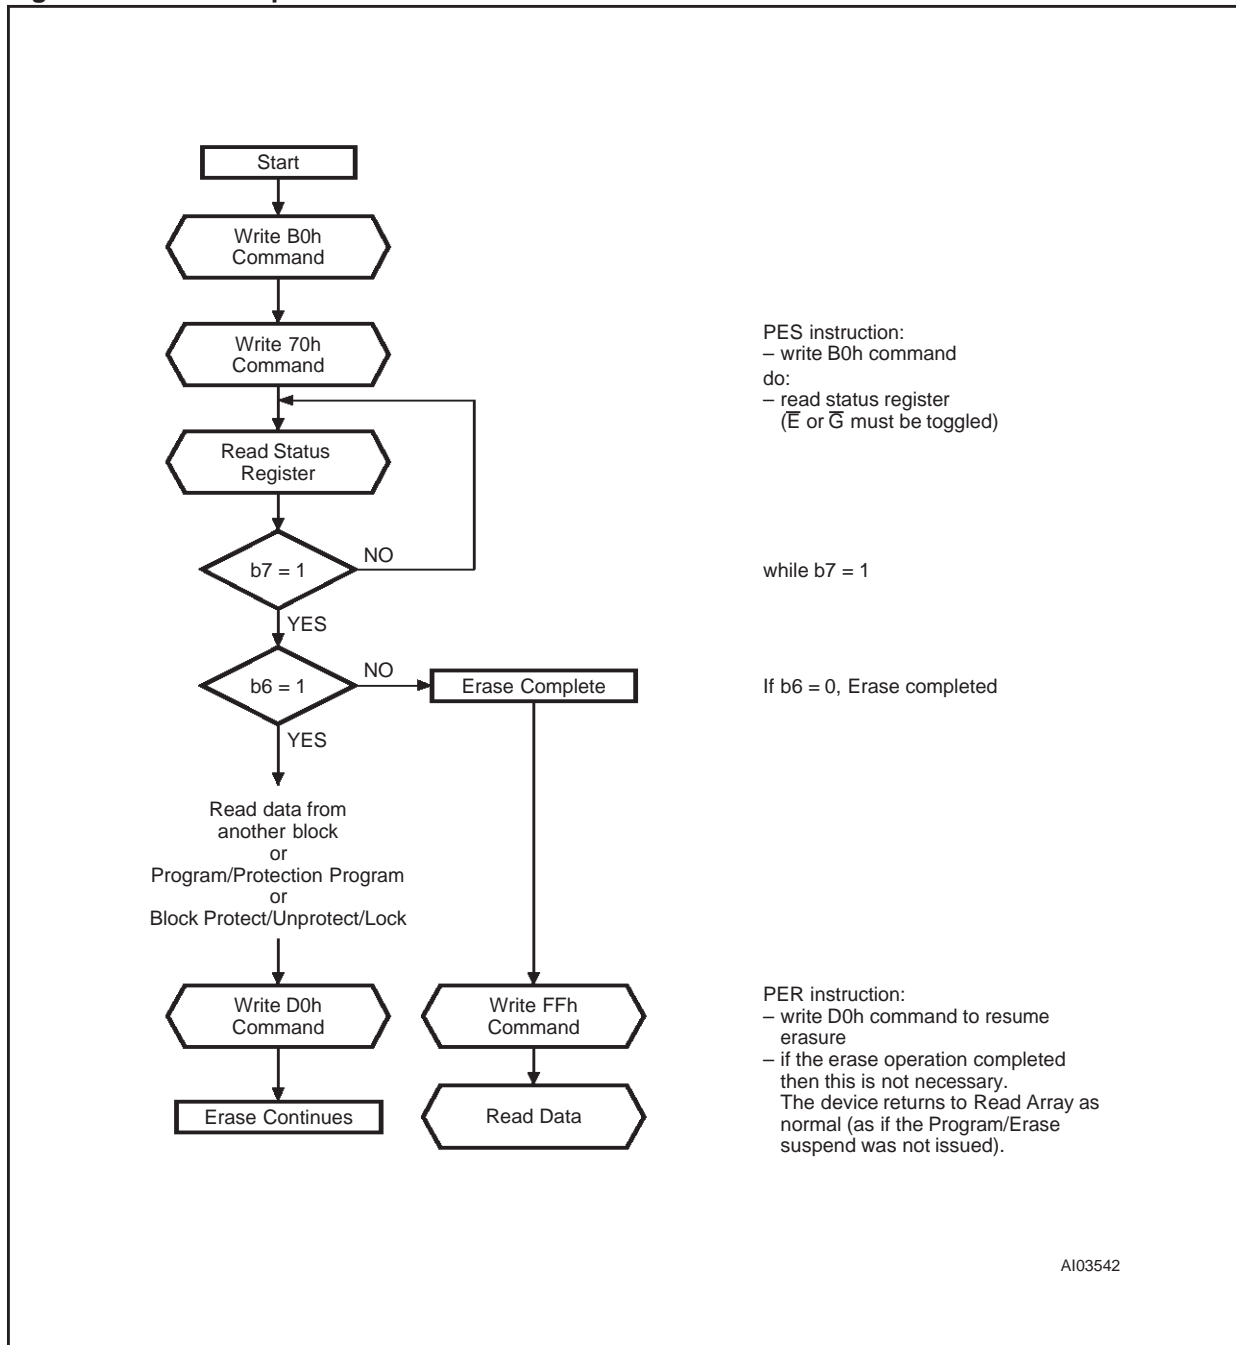 Start
Write B0h
Command
Write 70h
Command
PES instruction:
– write B0h command
do:
– read status register
(E̅ or G̅ must be toggled)
Read Status
Register
b7 = 1
NO
while b7 = 1
YES
b6 = 1
NO
Erase Complete
If b6 = 0, Erase completed
YES
Read data from
another block
or
Program/Protection Program
or
Block Protect/Unprotect/Lock
Write D0h
Command
Write FFh
Command
PER instruction:
– write D0h command to resume
erasure
– if the erase operation completed
then this is not necessary.
The device returns to Read Array as
normal (as if the Program/Erase
suspend was not issued).
Erase Continues
Read Data
AI03542